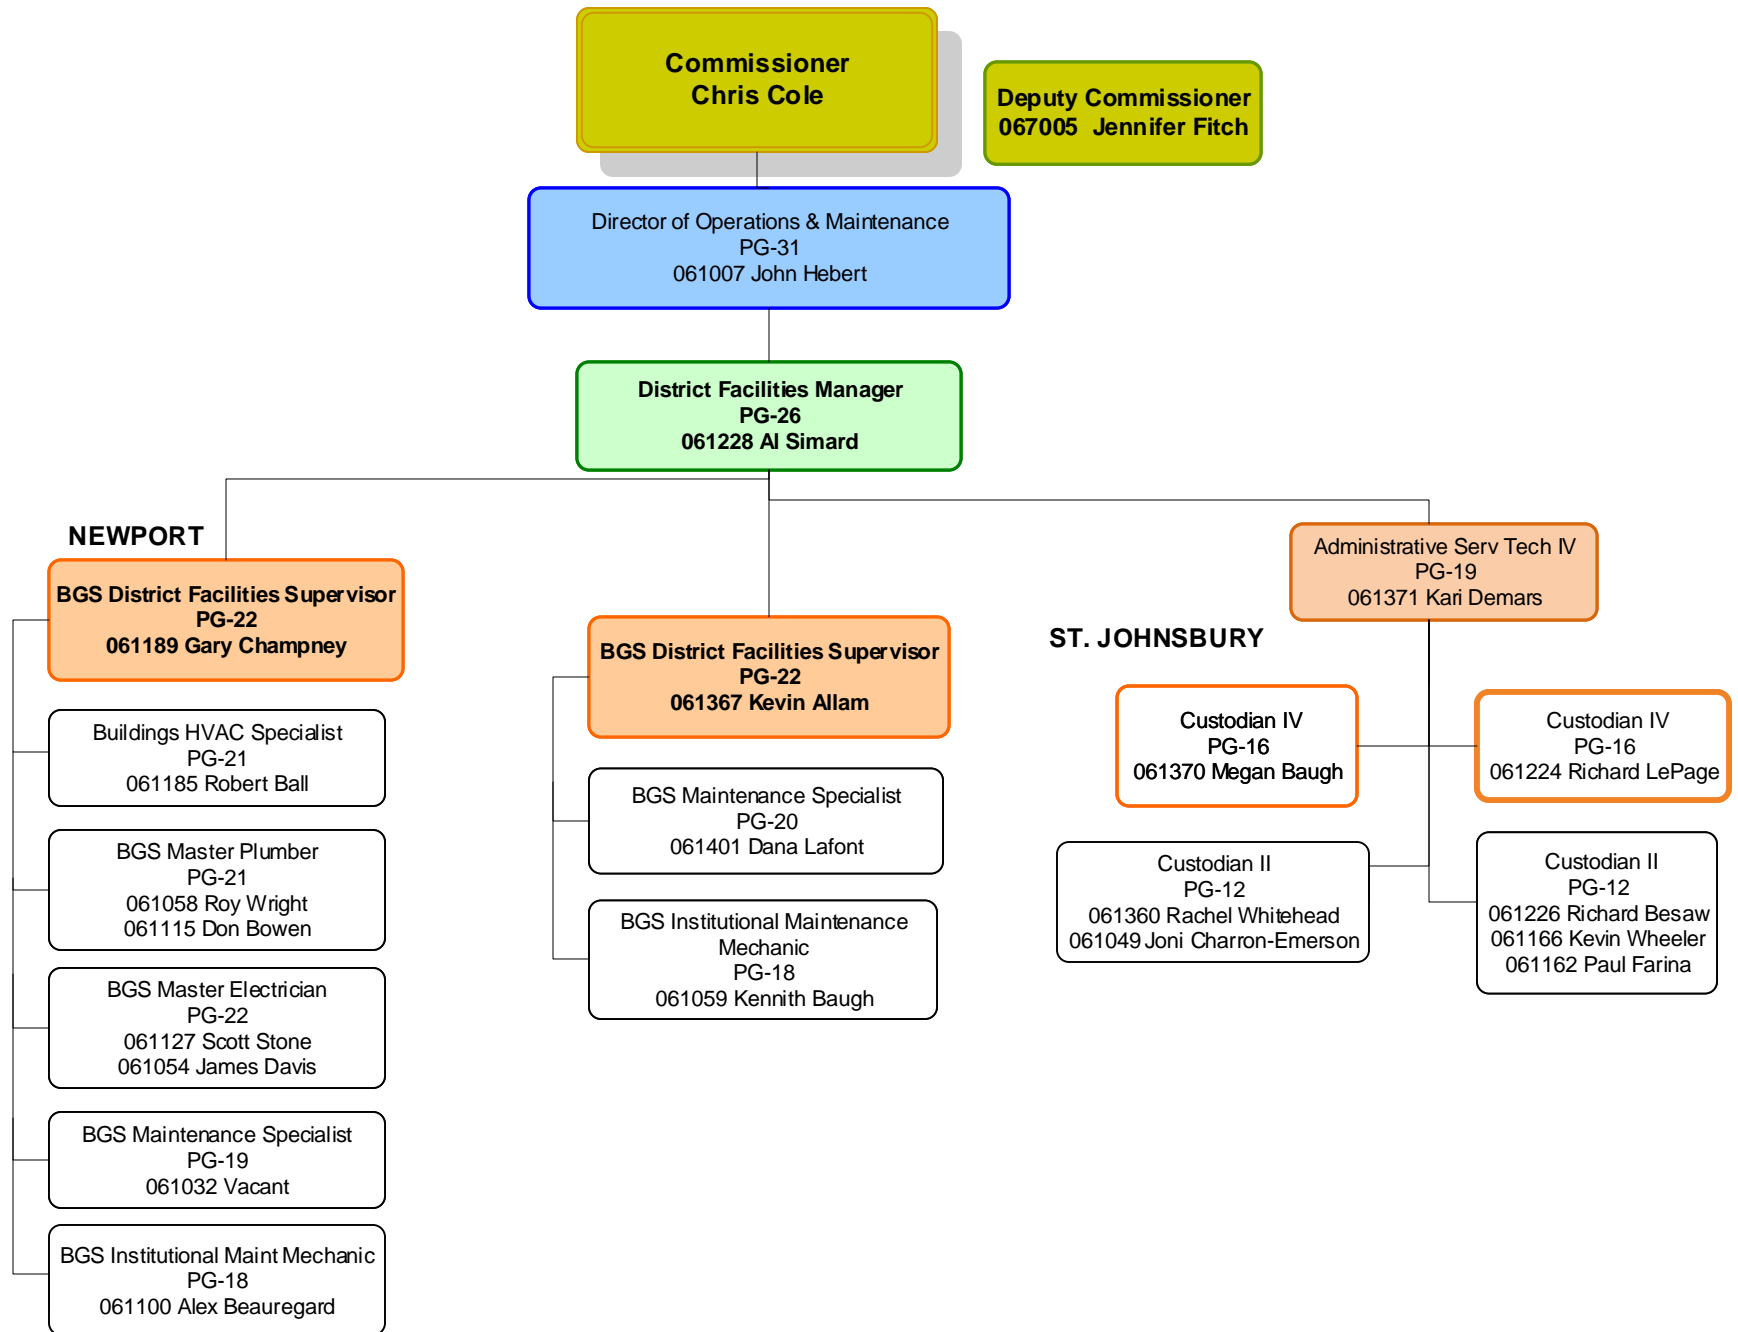 Commissioner
Chris Cole
Deputy Commissioner
067005 Jennifer Fitch
Director of Operations & Maintenance
PG-31
061007 John Hebert
District Facilities Manager
PG-26
061228 Al Simard
NEWPORT
BGS District Facilities Supervisor
PG-22
061189 Gary Champney
Buildings HVAC Specialist
PG-21
061185 Robert Ball
BGS Master Plumber
PG-21
061058 Roy Wright
061115 Don Bowen
BGS Master Electrician
PG-22
061127 Scott Stone
061054 James Davis
BGS Maintenance Specialist
PG-19
061032 Vacant
BGS Institutional Maint Mechanic
PG-18
061100 Alex Beauregard
BGS District Facilities Supervisor
PG-22
061367 Kevin Allam
BGS Maintenance Specialist
PG-20
061401 Dana Lafont
BGS Institutional Maintenance
Mechanic
PG-18
061059 Kennith Baugh
Administrative Serv Tech IV
PG-19
061371 Kari Demars
ST. JOHNSBURY
Custodian IV
PG-16
061370 Megan Baugh
Custodian IV
PG-16
061224 Richard LePage
Custodian II
PG-12
061360 Rachel Whitehead
061049 Joni Charron-Emerson
Custodian II
PG-12
061226 Richard Besaw
061166 Kevin Wheeler
061162 Paul Farina